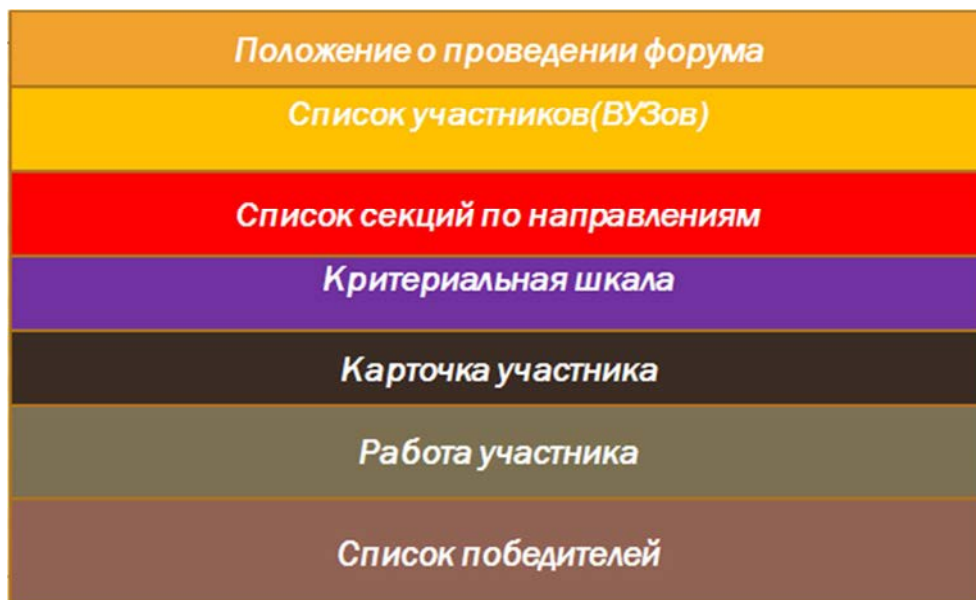 Положение о проведении форума
Список участников(ВУЗов)
Список секций по направлениям
Критериальная шкала
Карточка участника
Работа участника
Список победителей